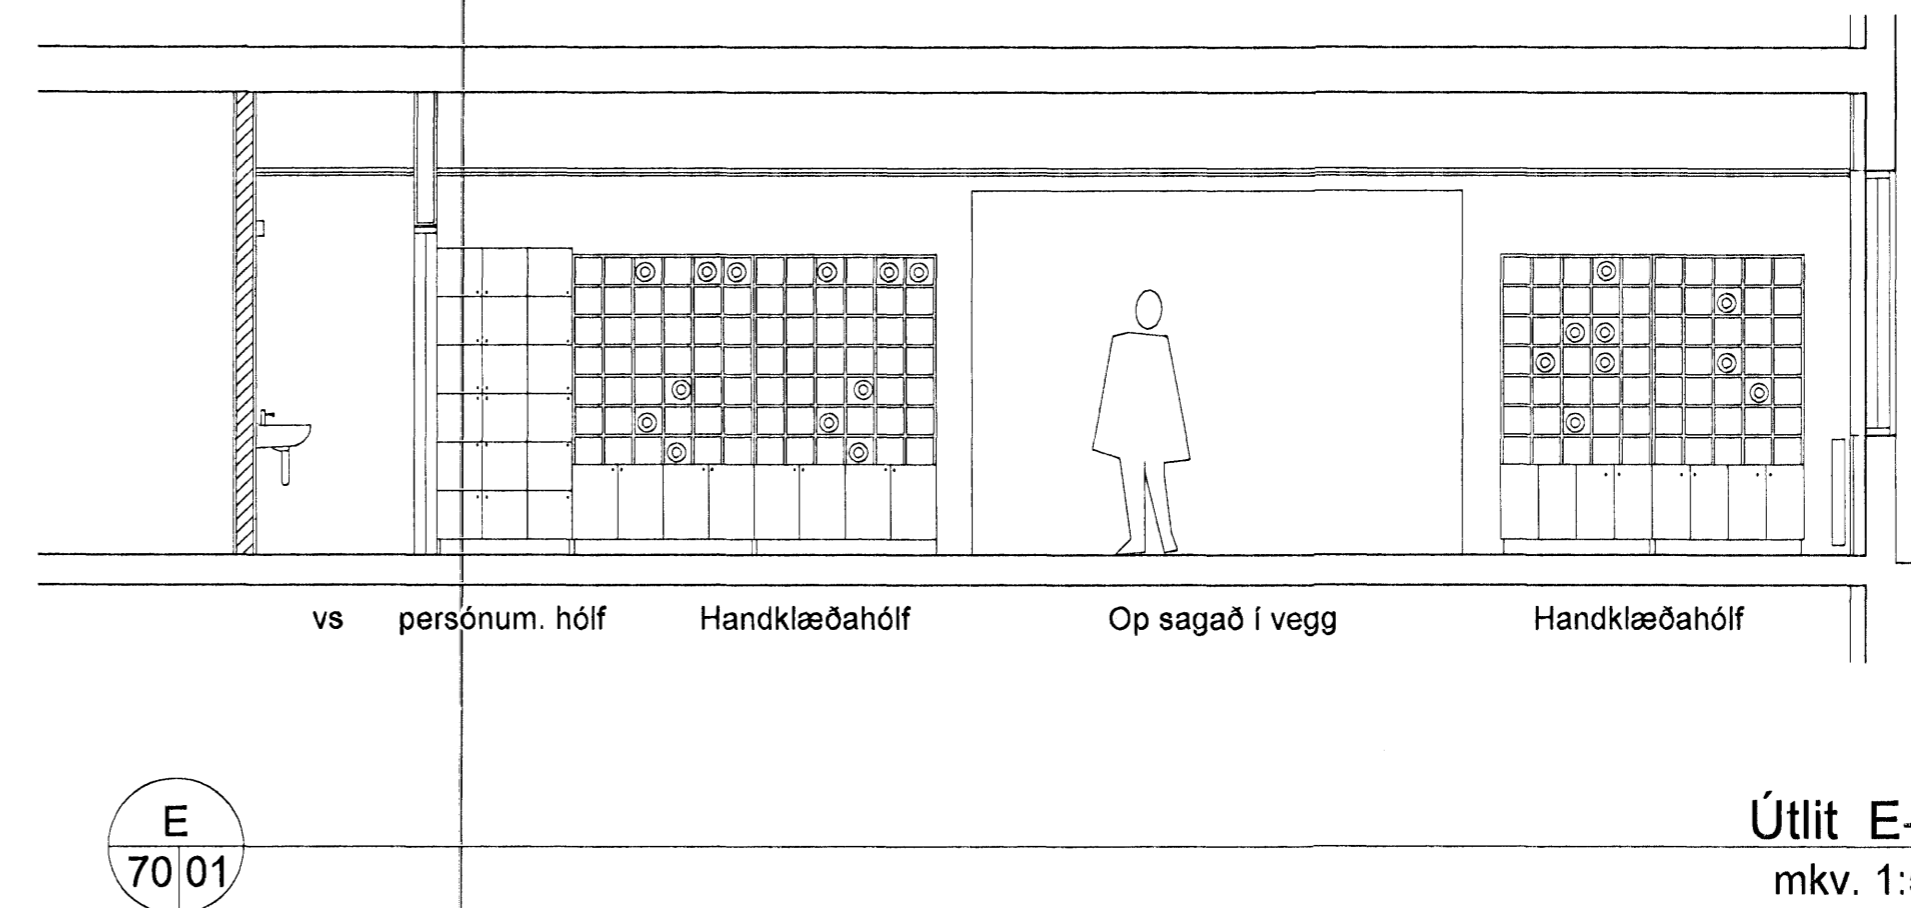 vs persónum. hólf Handklæðahólf Op sagað í vegg Handklæðahólf
E
70 01
Útlit E-
mkv. 1: